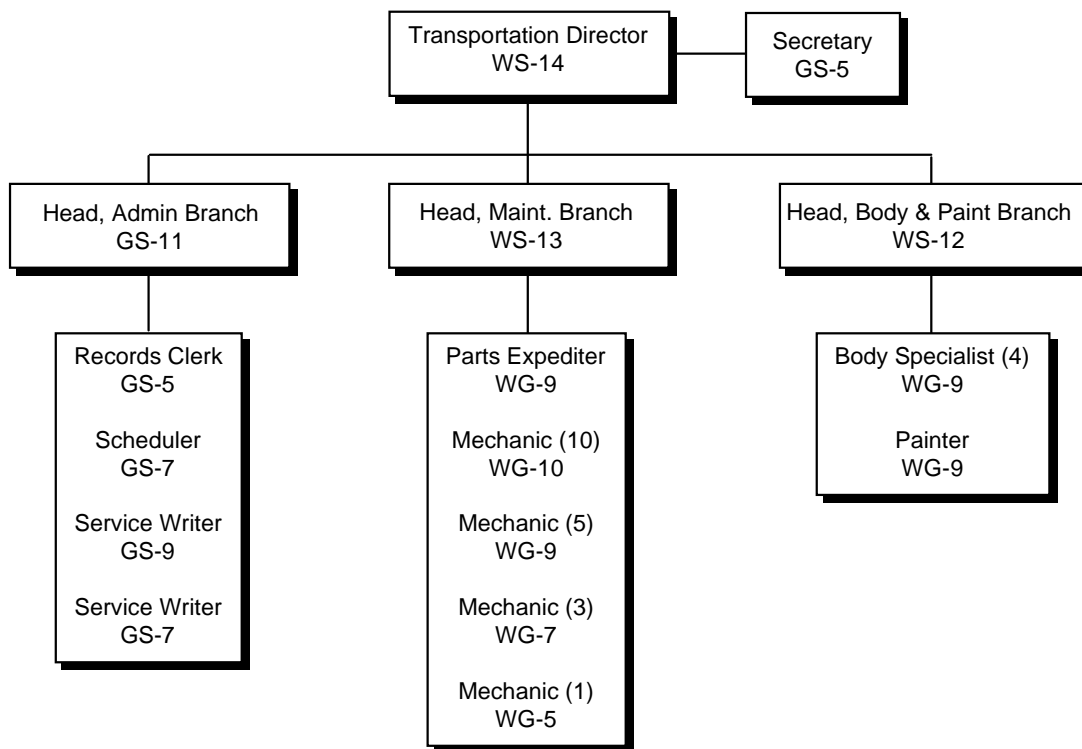 Transportation Director
WS-14
Secretary
GS-5
Head, Admin Branch
GS-11
Head, Maint. Branch
WS-13
Head, Body & Paint Branch
WS-12
Records Clerk
GS-5
Scheduler
GS-7
Service Writer
GS-9
Service Writer
GS-7
Parts Expediter
WG-9
Mechanic (10)
WG-10
Mechanic (5)
WG-9
Mechanic (3)
WG-7
Mechanic (1)
WG-5
Body Specialist (4)
WG-9
Painter
WG-9